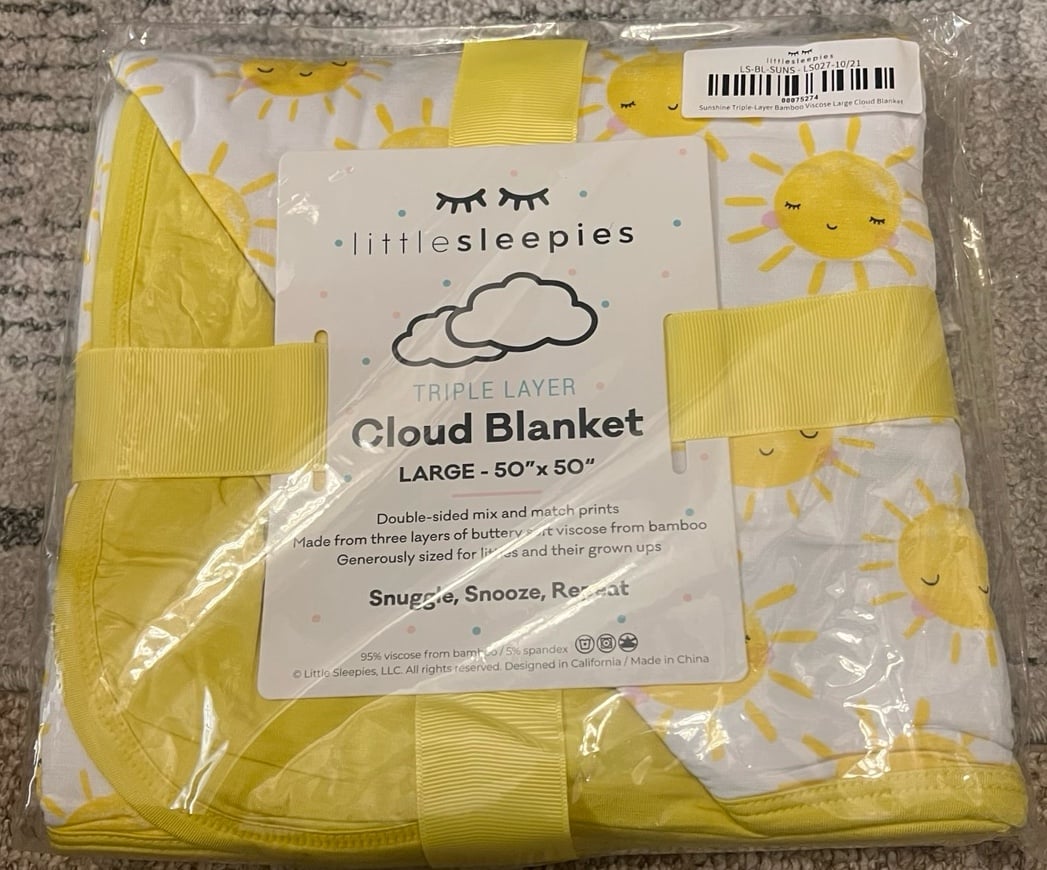 littlesleepies
LS-BL-SUNS - LS027-10/21
00075274
Sunshine Triple-Layer Bamboo Viscose Large Cloud Blanket
littlesleepies
TRIPLE LAYER
Cloud Blanket
LARGE - 50" x 50"
Double-sided mix and match prints
Made from three layers of buttery soft viscose from bamboo
Generously sized for littles and their grown ups
Snuggle, Snooze, Repeat
95% viscose from bamboo / 5% spandex
© Little Sleepies, LLC. All rights reserved. Designed in California / Made in China